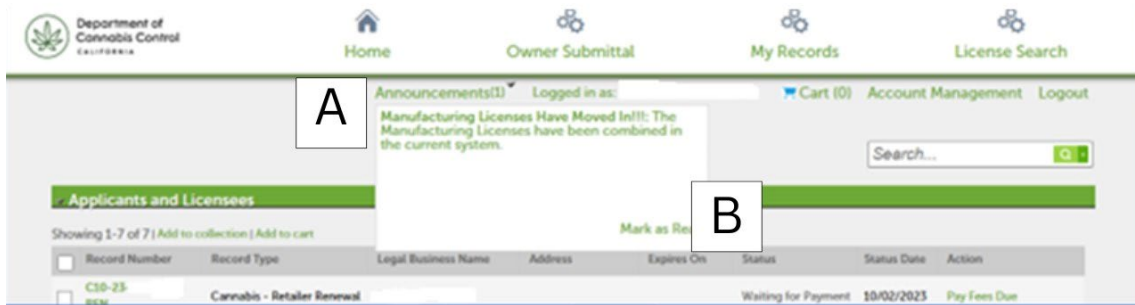 Department of
Cannabis Control
CALIFORNIA
Home
Owner Submittal
My Records
License Search
A
Announcements(1)
Logged in as:
Cart (0)
Account Management
Logout
Manufacturing Licenses Have Moved In!!!: The
Manufacturing Licenses have been combined in
the current system.
Search...
Applicants and Licensees
B
Mark as Rea
Showing 1-7 of 7 | Add to collection | Add to cart
Record Number
Record Type
Legal Business Name
Address
Expires On
Status
Status Date
Action
C10-23-
REN
Cannabis - Retailer Renewal
Waiting for Payment
10/02/2023
Pay Fees Due